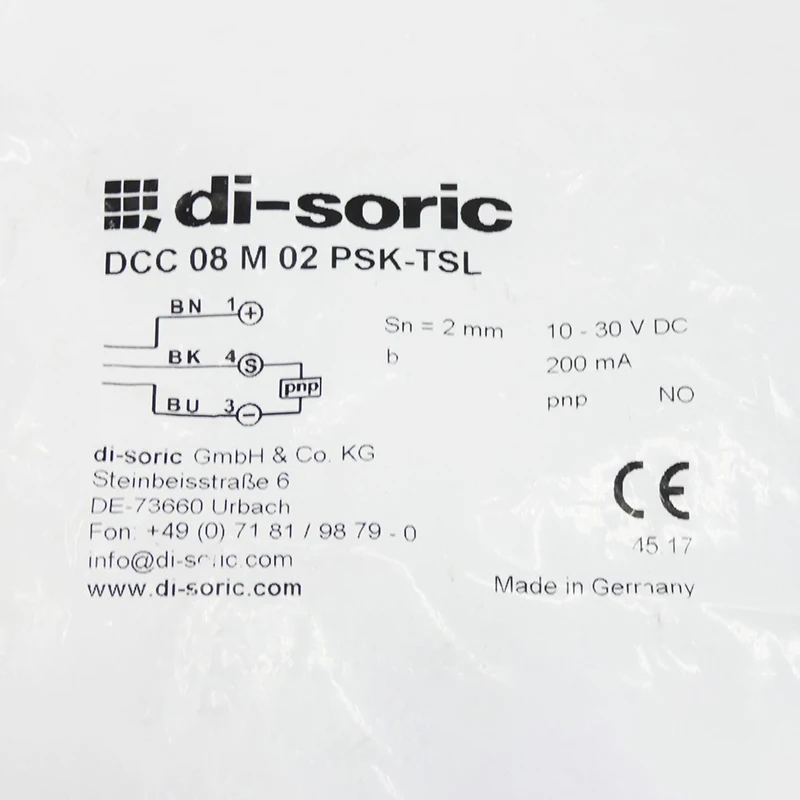 di-soric
DCC 08 M 02 PSK-TSL
BN 1 +
BK 4 S
pnp
BU 3 −
Sn = 2 mm 10 - 30 V DC
b 200 mA
pnp NO
di-soric GmbH & Co. KG
Steinbeisstraße 6
DE-73660 Urbach
Fon: +49 (0) 71 81 / 98 79 - 0
info@di-soric.com
www.di-soric.com
CE
45.17
Made in Germany